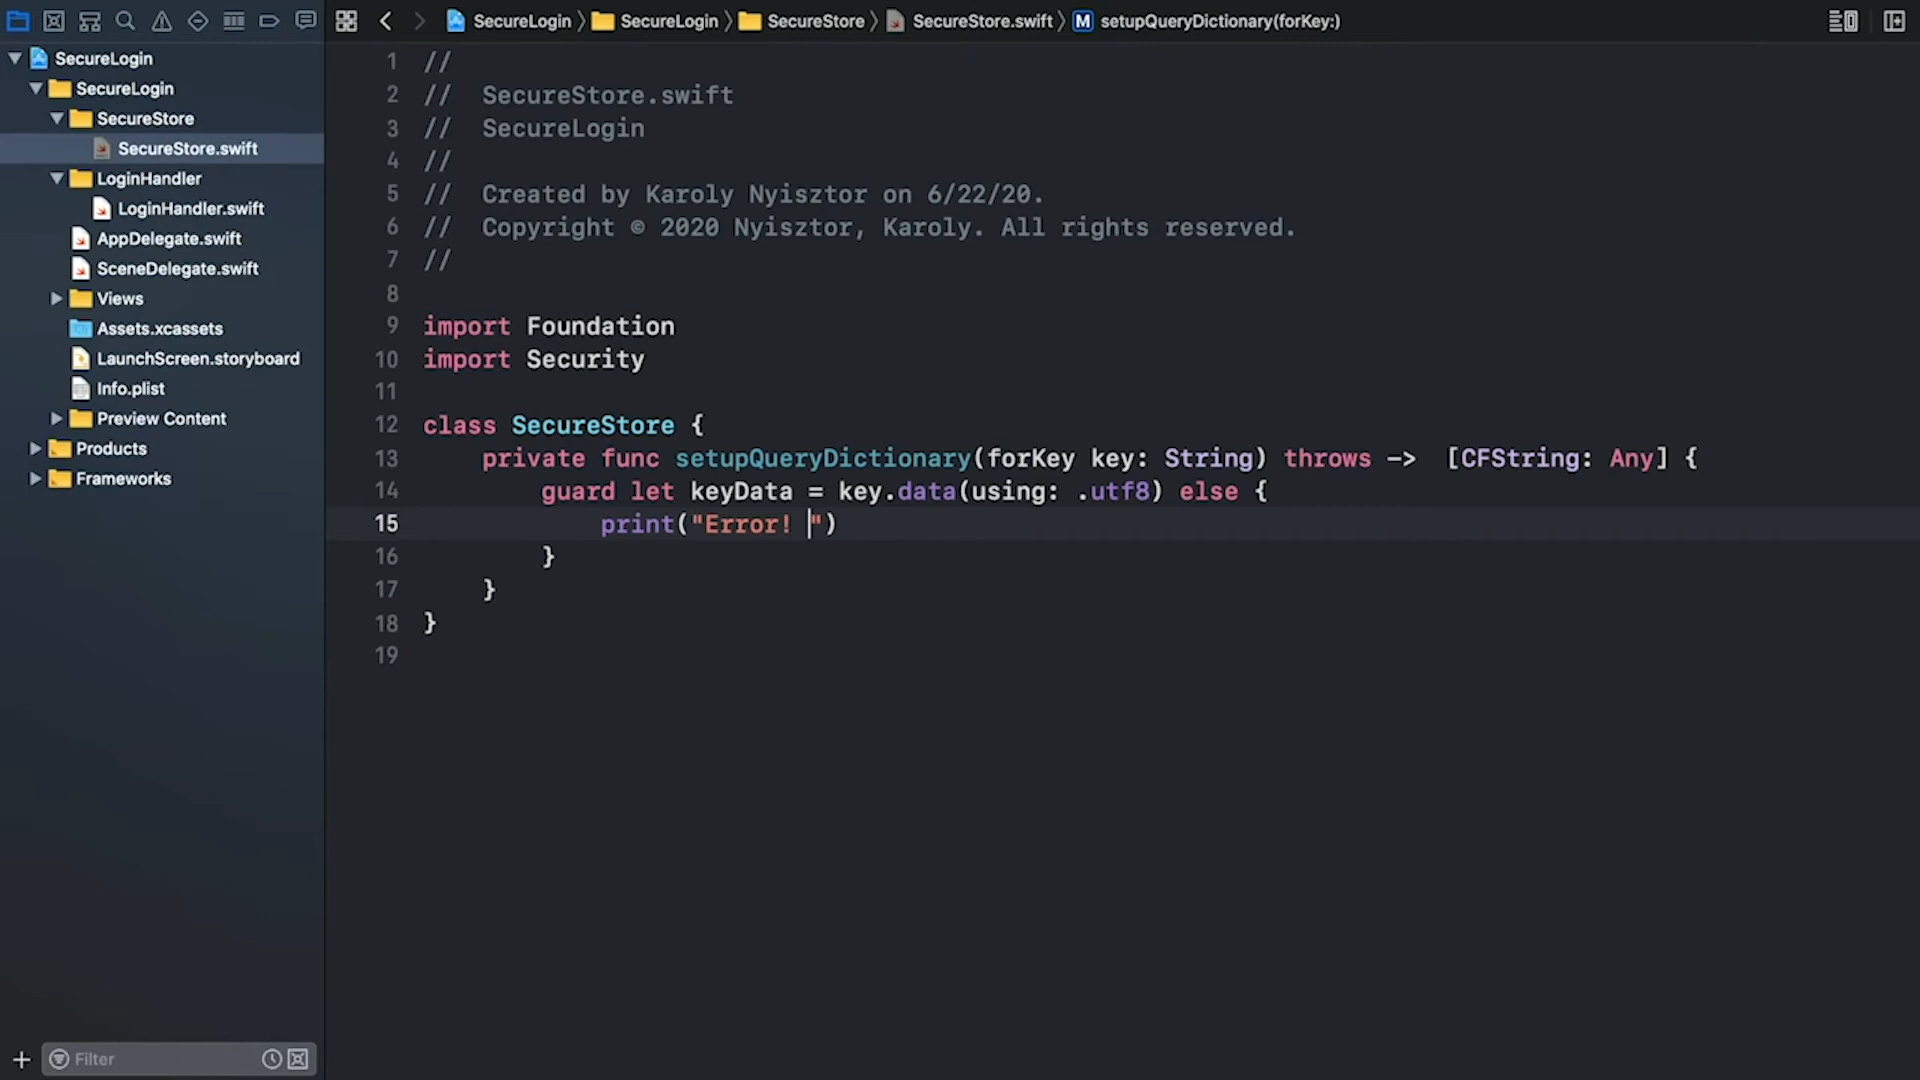 SecureLogin 〉 SecureLogin 〉 SecureStore 〉 SecureStore.swift 〉 M setupQueryDictionary(forKey:)
SecureLogin
SecureLogin
SecureStore
SecureStore.swift
LoginHandler
LoginHandler.swift
AppDelegate.swift
SceneDelegate.swift
Views
Assets.xcassets
LaunchScreen.storyboard
Info.plist
Preview Content
Products
Frameworks
Filter
1 //
2 //  SecureStore.swift
3 //  SecureLogin
4 //
5 //  Created by Karoly Nyisztor on 6/22/20.
6 //  Copyright © 2020 Nyisztor, Karoly. All rights reserved.
7 //
8
9 import Foundation
10 import Security
11
12 class SecureStore {
13     private func setupQueryDictionary(forKey key: String) throws ->  [CFString: Any] {
14         guard let keyData = key.data(using: .utf8) else {
15             print("Error! ")
16         }
17     }
18 }
19